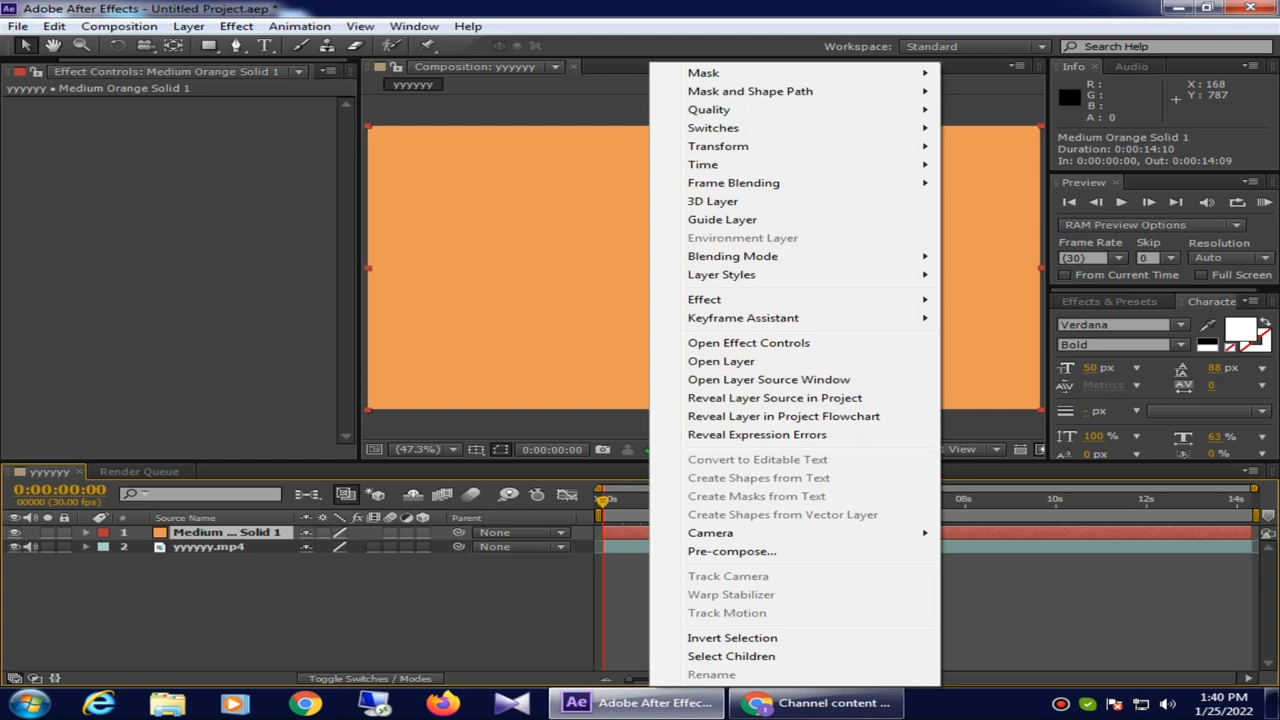 Ae Adobe After Effects - Untitled Project.aep *
File Edit Composition Layer Effect Animation View Window Help
Workspace: Standard Search Help
Effect Controls: Medium Orange Solid 1
yyyyyy • Medium Orange Solid 1
Composition: yyyyyy
yyyyyy
(47.3%) 0:00:00:00 1 View
Mask
Mask and Shape Path
Quality
Switches
Transform
Time
Frame Blending
3D Layer
Guide Layer
Environment Layer
Blending Mode
Layer Styles
Effect
Keyframe Assistant
Open Effect Controls
Open Layer
Open Layer Source Window
Reveal Layer Source in Project
Reveal Layer in Project Flowchart
Reveal Expression Errors
Convert to Editable Text
Create Shapes from Text
Create Masks from Text
Create Shapes from Vector Layer
Camera
Pre-compose...
Track Camera
Warp Stabilizer
Track Motion
Invert Selection
Select Children
Rename
Info Audio
R : X : 168
G : Y : 787
B :
A : 0
Medium Orange Solid 1
Duration: 0:00:14:10
In: 0:00:00:00, Out: 0:00:14:09
Preview
RAM Preview Options
Frame Rate Skip Resolution
(30) 0 Auto
From Current Time Full Screen
Effects & Presets Characte
Verdana
Bold
50 px 88 px
Metrics 0
- px
100 % 63 %
0 px 0 %
yyyyyy Render Queue
0:00:00:00
00000 (30.00 fps)
0s 08s 10s 12s 14s
# Source Name Parent
1 Medium ... Solid 1 None
2 yyyyyy.mp4 None
Toggle Switches / Modes
Ae Adobe After Effec... Channel content ...
1:40 PM
1/25/2022